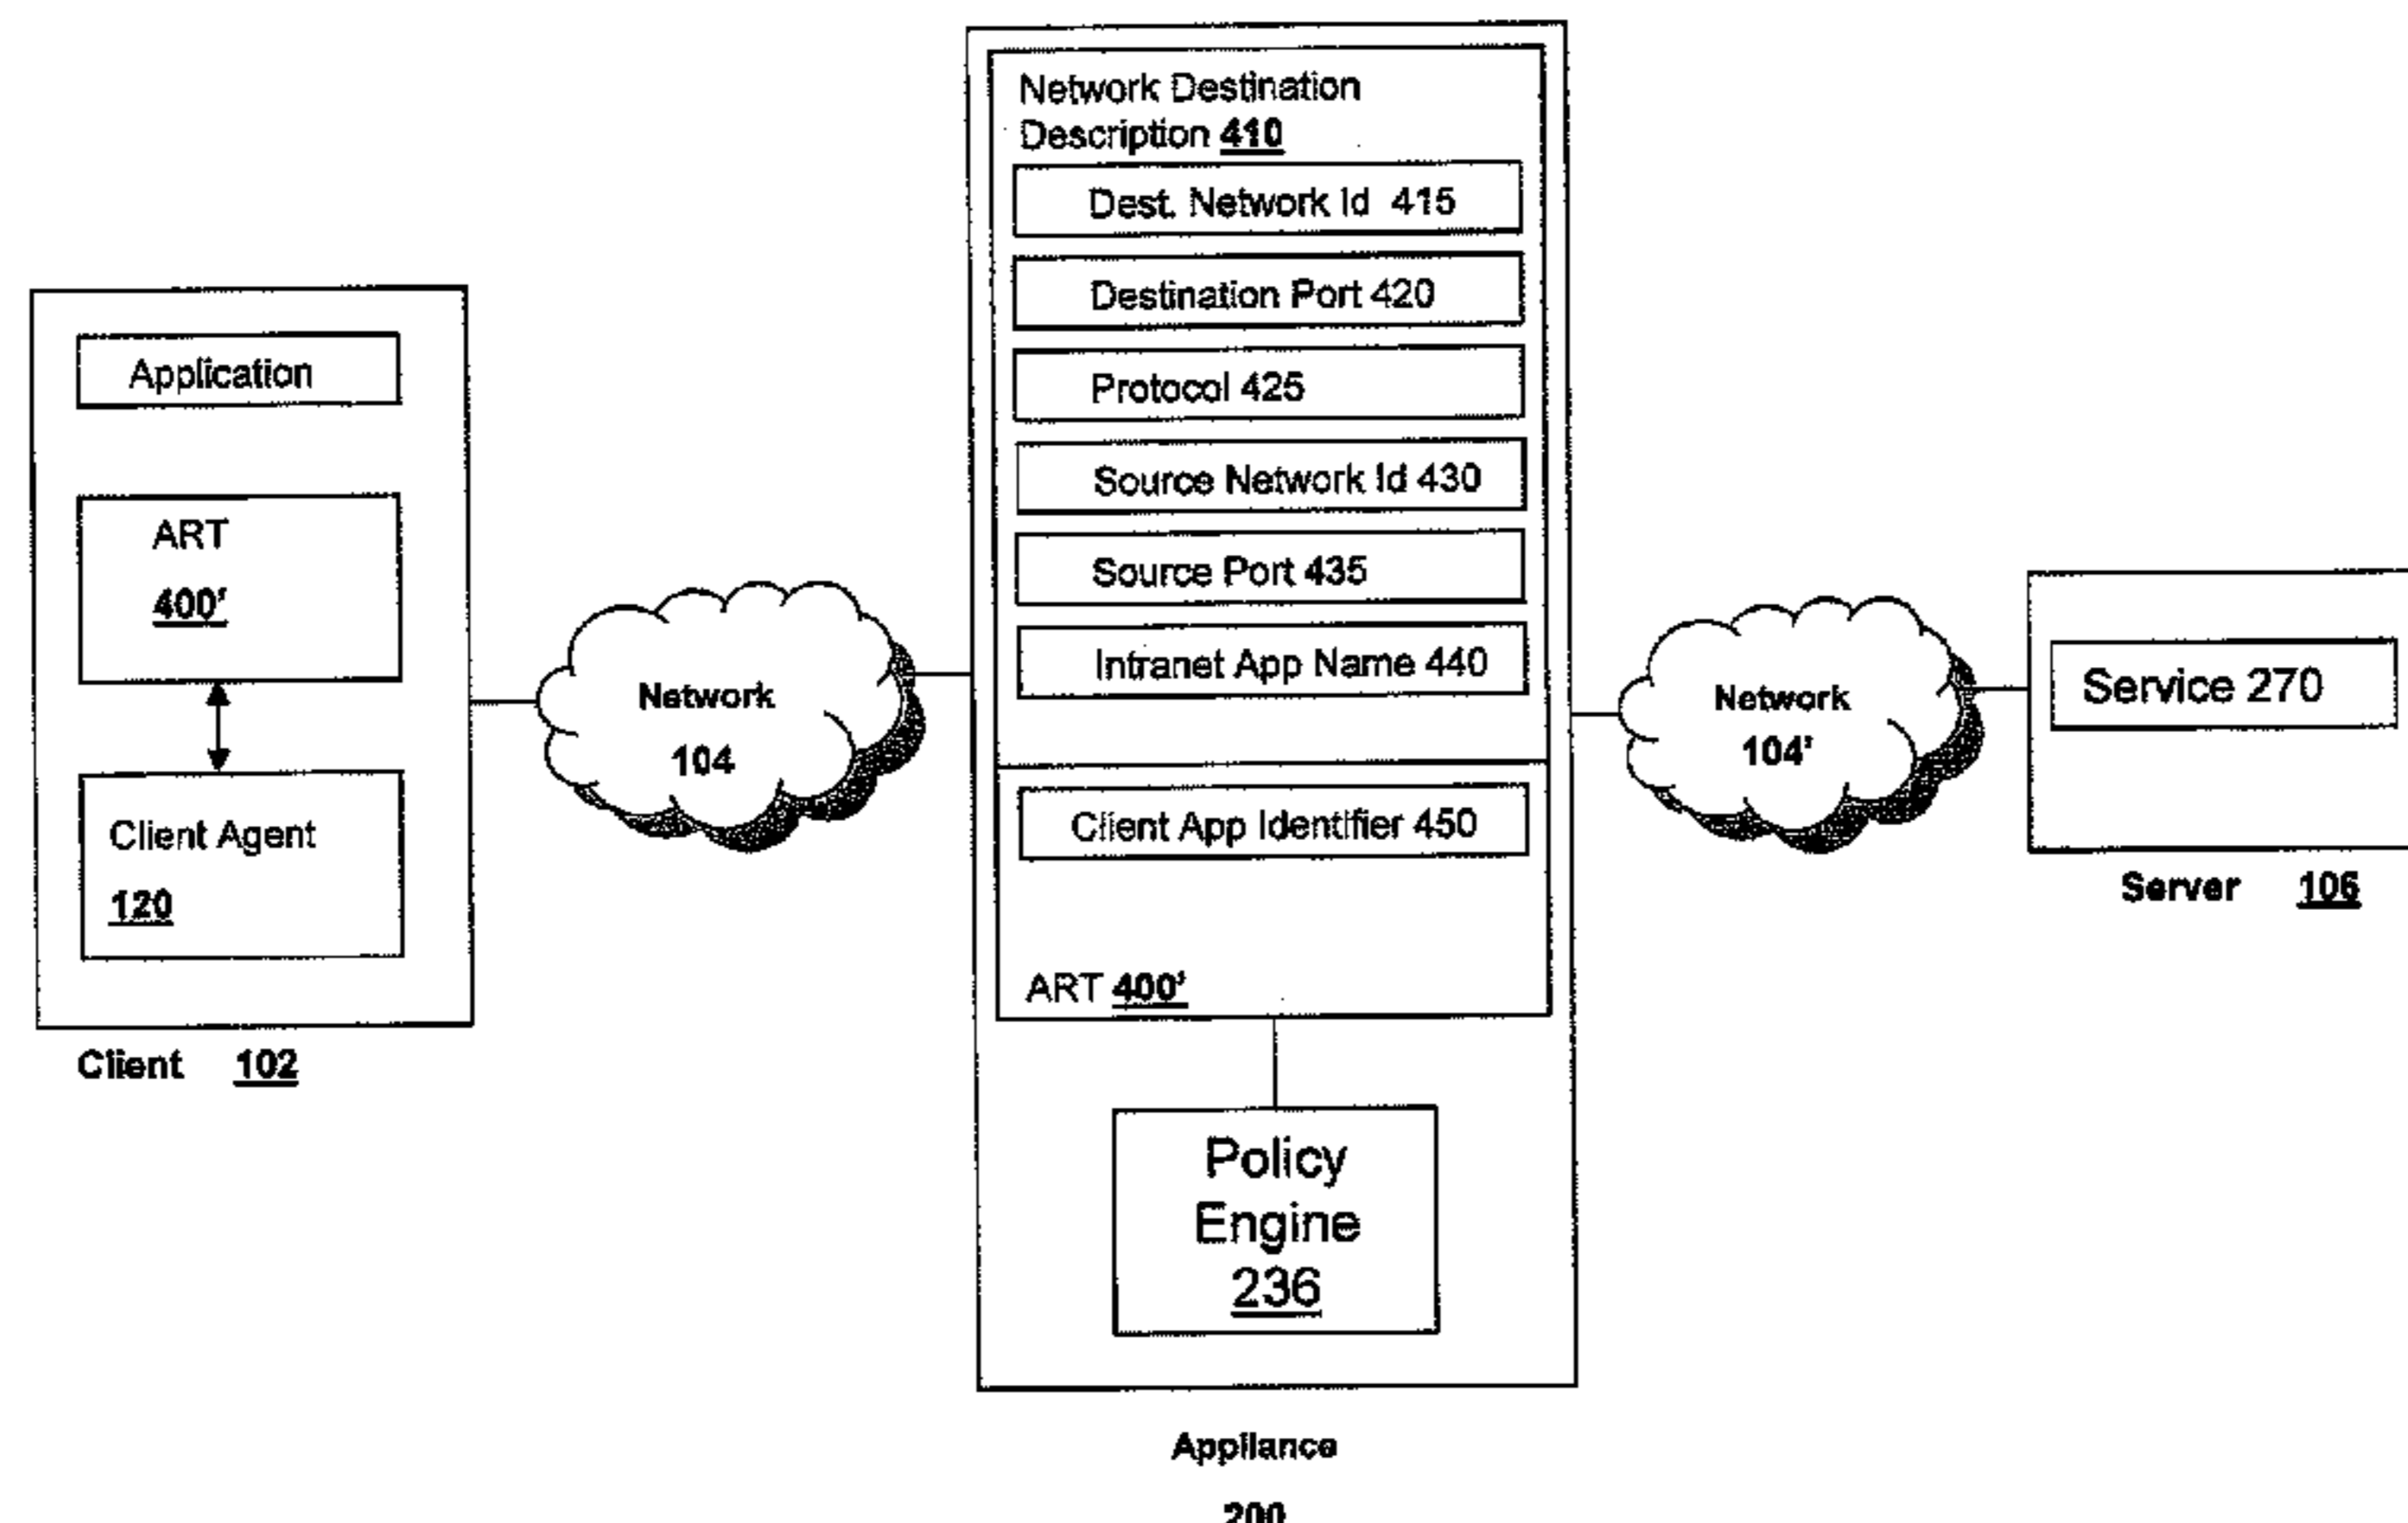 Application
ART
400'
Client Agent
120
Client 102
Network
104
Network Destination
Description 410
Dest. Network Id 415
Destination Port 420
Protocol 425
Source Network Id 430
Source Port 435
Intranet App Name 440
Client App Identifier 450
ART 400'
Policy
Engine
236
Appliance
200
Network
104'
Service 270
Server 106